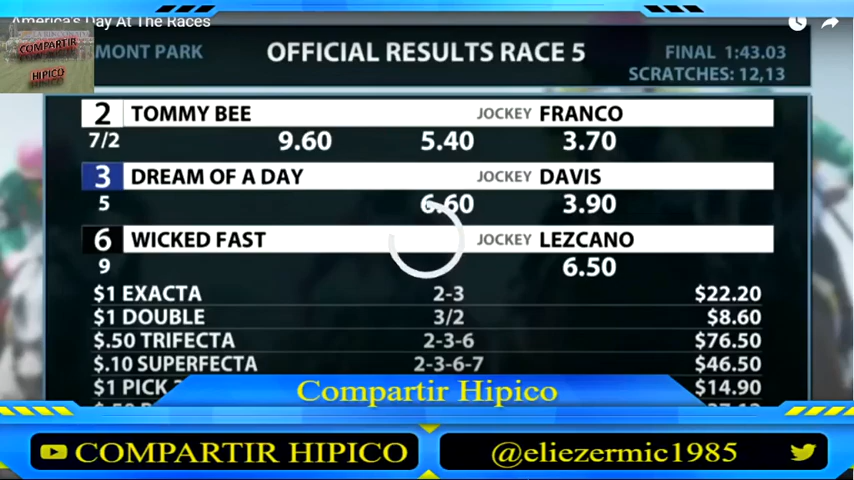 America's Day At The Races
COMPARTIR
HIPICO
MONT PARK
OFFICIAL RESULTS RACE 5
FINAL 1:43.03
SCRATCHES: 12,13
2 TOMMY BEE JOCKEY FRANCO
7/2 9.60 5.40 3.70
3 DREAM OF A DAY JOCKEY DAVIS
5 6.60 3.90
6 WICKED FAST JOCKEY LEZCANO
9 6.50
$1 EXACTA 2-3 $22.20
$1 DOUBLE 3/2 $8.60
$.50 TRIFECTA 2-3-6 $76.50
$.10 SUPERFECTA 2-3-6-7 $46.50
$1 PICK $14.90
Compartir Hipico
COMPARTIR HIPICO
@eliezermic1985